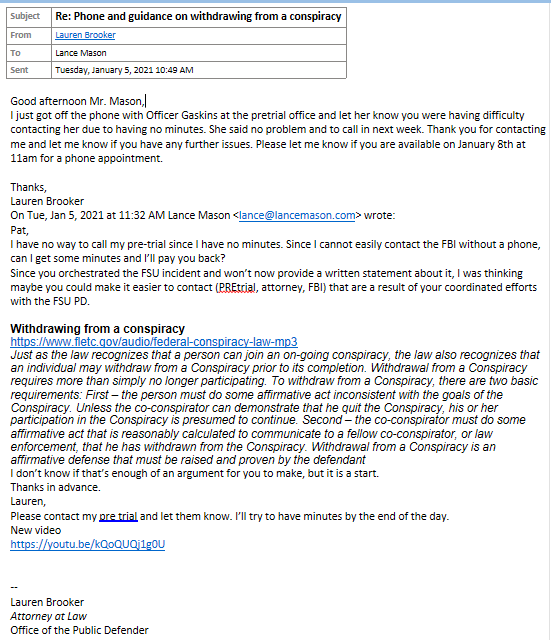 Subject Re: Phone and guidance on withdrawing from a conspiracy
From Lauren Brooker
To Lance Mason
Sent Tuesday, January 5, 2021 10:49 AM
Good afternoon Mr. Mason,
I just got off the phone with Officer Gaskins at the pretrial office and let her know you were having difficulty
contacting her due to having no minutes. She said no problem and to call in next week. Thank you for contacting
me and let me know if you have any further issues. Please let me know if you are available on January 8th at
11am for a phone appointment.
Thanks,
Lauren Brooker
On Tue, Jan 5, 2021 at 11:32 AM Lance Mason <lance@lancemason.com> wrote:
Pat,
I have no way to call my pre-trial since I have no minutes. Since I cannot easily contact the FBI without a phone,
can I get some minutes and I'll pay you back?
Since you orchestrated the FSU incident and won't now provide a written statement about it, I was thinking
maybe you could make it easier to contact (PREtrial, attorney, FBI) that are a result of your coordinated efforts
with the FSU PD.
Withdrawing from a conspiracy
https://www.fletc.gov/audio/federal-conspiracy-law-mp3
Just as the law recognizes that a person can join an on-going conspiracy, the law also recognizes that
an individual may withdraw from a Conspiracy prior to its completion. Withdrawal from a Conspiracy
requires more than simply no longer participating. To withdraw from a Conspiracy, there are two basic
requirements: First – the person must do some affirmative act inconsistent with the goals of the
Conspiracy. Unless the co-conspirator can demonstrate that he quit the Conspiracy, his or her
participation in the Conspiracy is presumed to continue. Second – the co-conspirator must do some
affirmative act that is reasonably calculated to communicate to a fellow co-conspirator, or law
enforcement, that he has withdrawn from the Conspiracy. Withdrawal from a Conspiracy is an
affirmative defense that must be raised and proven by the defendant
I don't know if that's enough of an argument for you to make, but it is a start.
Thanks in advance.
Lauren,
Please contact my pre trial and let them know. I'll try to have minutes by the end of the day.
New video
https://youtu.be/kQoQUQj1g0U
--
Lauren Brooker
Attorney at Law
Office of the Public Defender